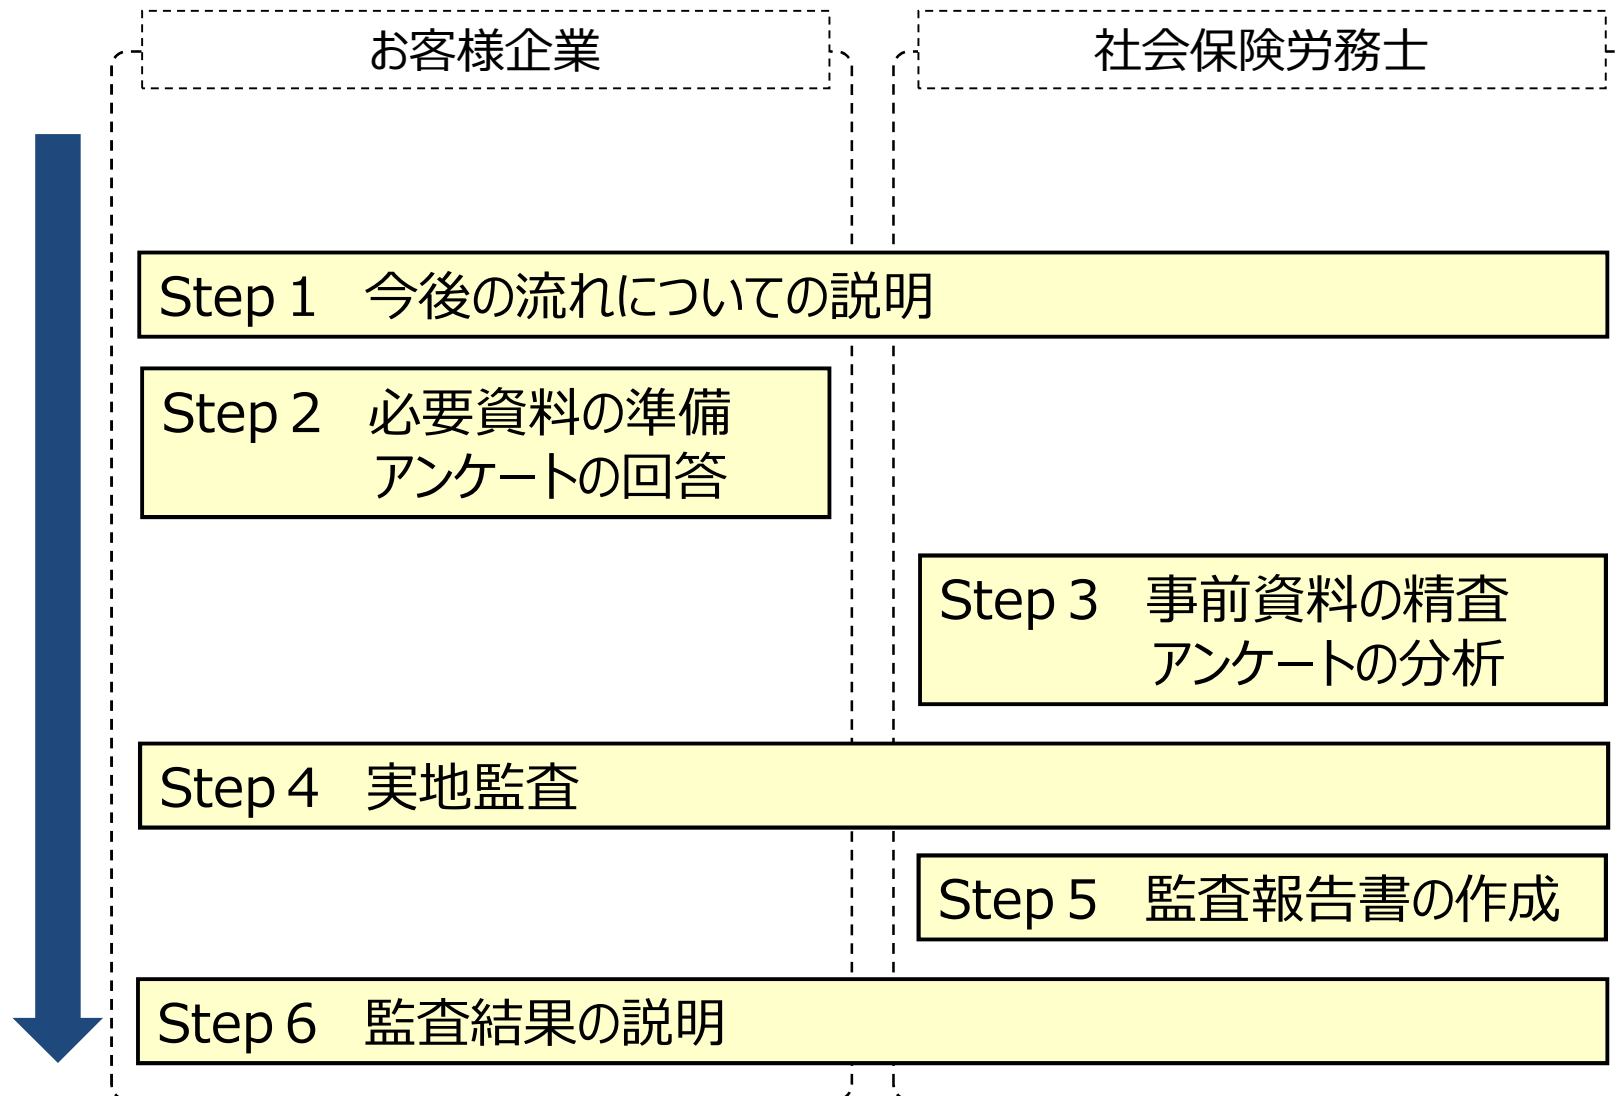 お客様企業
社会保険労務士
Step 1 今後の流れについての説明
Step 2 必要資料の準備
アンケートの回答
Step 3 事前資料の精査
アンケートの分析
Step 4 実地監査
Step 5 監査報告書の作成
Step 6 監査結果の説明